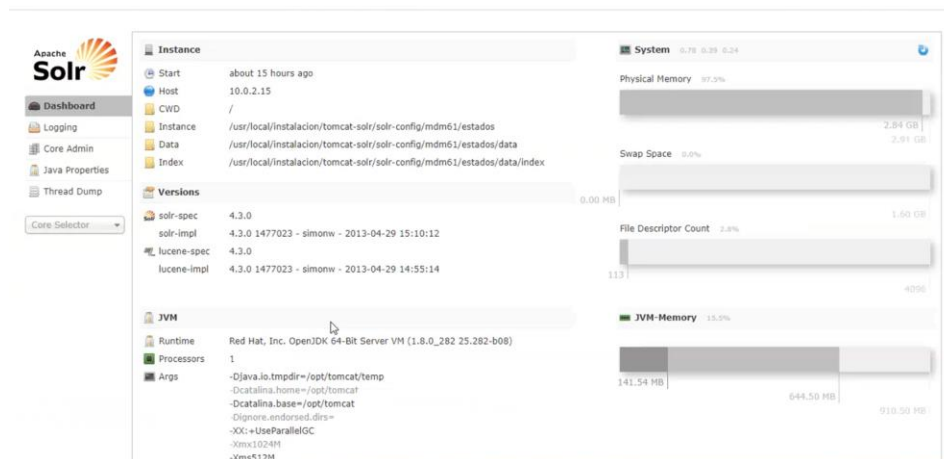 Apache
Solr
Dashboard
Logging
Core Admin
Java Properties
Thread Dump
Core Selector
Instance
Start about 15 hours ago
Host 10.0.2.15
CWD /
Instance /usr/local/instalacion/tomcat-solr/solr-config/mdm61/estados
Data /usr/local/instalacion/tomcat-solr/solr-config/mdm61/estados/data
Index /usr/local/instalacion/tomcat-solr/solr-config/mdm61/estados/data/index
Versions
solr-spec 4.3.0
solr-impl 4.3.0 1477023 - simonw - 2013-04-29 15:10:12
lucene-spec 4.3.0
lucene-impl 4.3.0 1477023 - simonw - 2013-04-29 14:55:14
JVM
Runtime Red Hat, Inc. OpenJDK 64-Bit Server VM (1.8.0_282 25.282-b08)
Processors 1
Args -Djava.io.tmpdir=/opt/tomcat/temp
-Dcatalina.home=/opt/tomcat
-Dcatalina.base=/opt/tomcat
-Dignore.endorsed.dirs=
-XX:+UseParallelGC
-Xmx1024M
-Xms512M
System 0.79 0.39 0.24
Physical Memory 97.5%
2.84 GB
2.91 GB
Swap Space 0.0%
0.00 MB
1.60 GB
File Descriptor Count 2.8%
113
4096
JVM-Memory 15.5%
141.54 MB
644.50 MB
910.50 MB